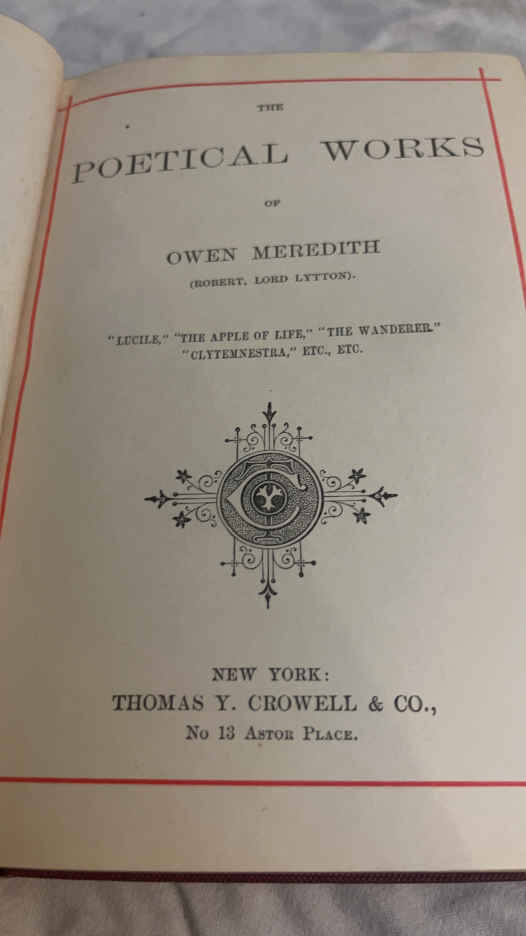 THE
POETICAL WORKS
OF
OWEN MEREDITH
(ROBERT, LORD LYTTON).
"LUCILE," "THE APPLE OF LIFE," "THE WANDERER."
"CLYTEMNESTRA," ETC., ETC.
NEW YORK:
THOMAS Y. CROWELL & CO.,
No 13 ASTOR PLACE.